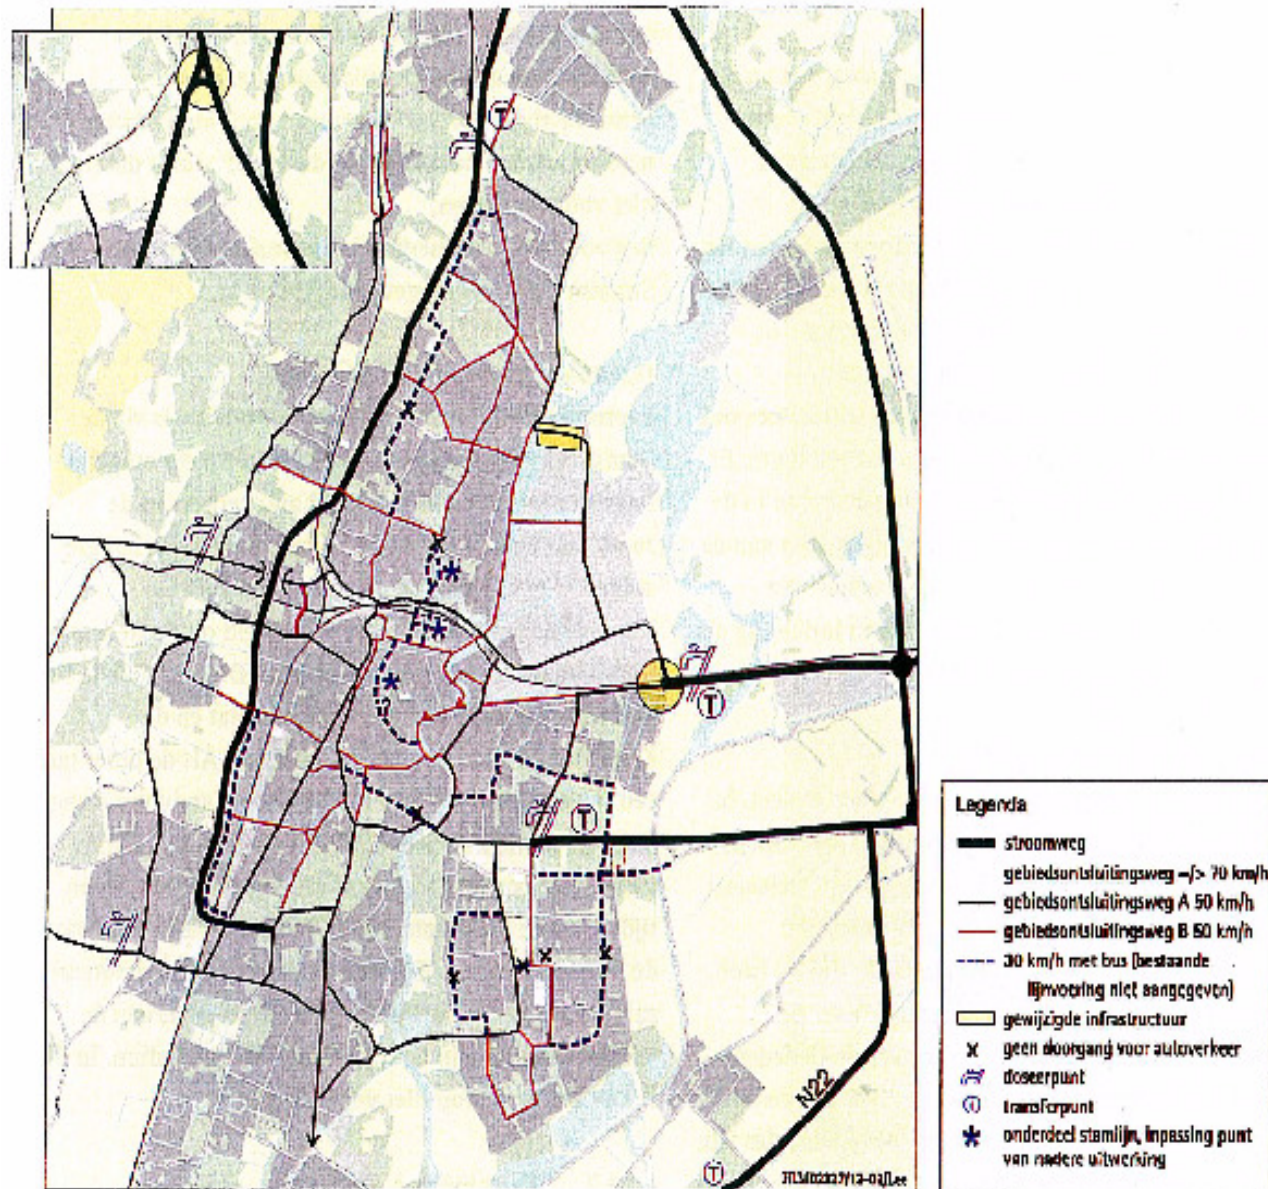 T
T
T
N22
T
Legenda
stroomweg
gebiedsontsluitingsweg =/> 70 km/h
gebiedsontsluitingsweg A 50 km/h
gebiedsontsluitingsweg B 50 km/h
30 km/h met bus (bestaande
lijnvoering niet aangegeven)
gewijzigde infrastructuur
geen doorgang voor autoverkeer
doseerpunt
transferpunt
onderdeel stamlijn, inpassing punt
van nadere uitwerking